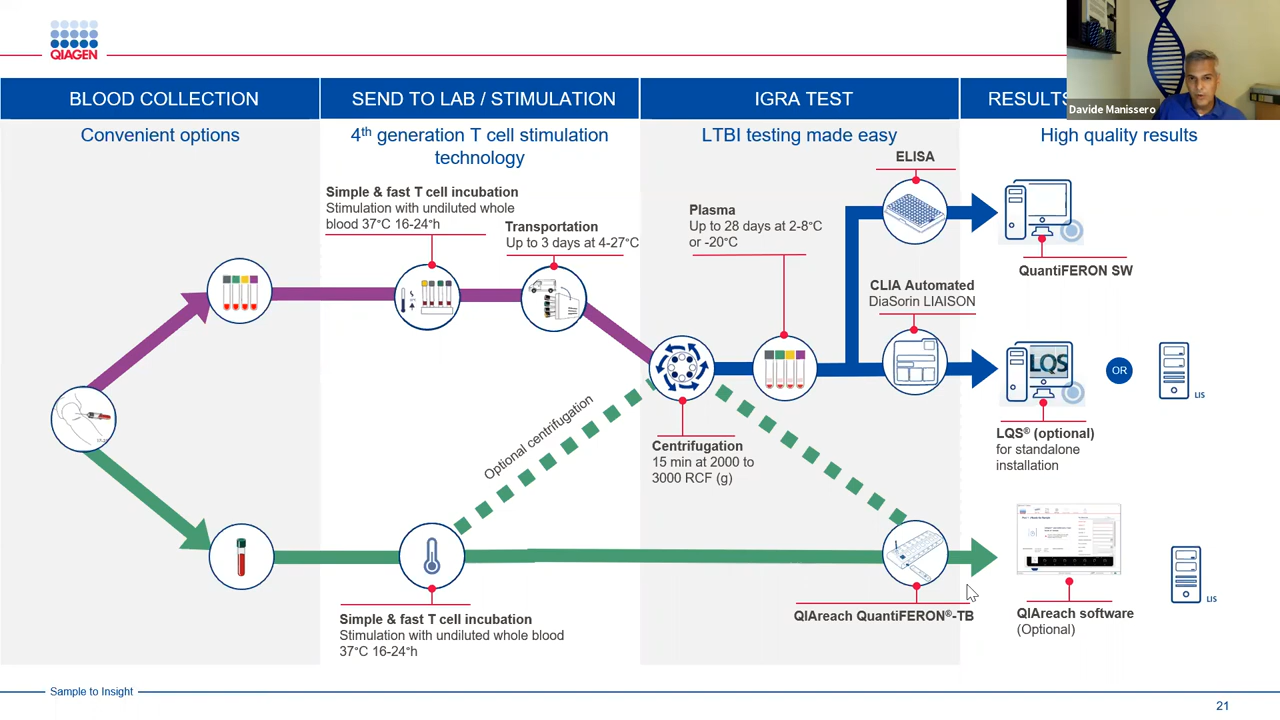 QIAGEN
Davide Manissero
BLOOD COLLECTION
SEND TO LAB / STIMULATION
IGRA TEST
RESULTS
Convenient options
4th generation T cell stimulation
technology
LTBI testing made easy
High quality results
Simple & fast T cell incubation
Stimulation with undiluted whole
blood 37°C 16-24°h
Transportation
Up to 3 days at 4-27°C
Plasma
Up to 28 days at 2-8°C
or -20°C
ELISA
QuantiFERON SW
CLIA Automated
DiaSorin LIAISON
LQS
OR
LIS
LQS® (optional)
for standalone
installation
Optional centrifugation
Centrifugation
15 min at 2000 to
3000 RCF (g)
QIAreach QuantiFERON®-TB
QIAreach software
(Optional)
LIS
Simple & fast T cell incubation
Stimulation with undiluted whole blood
37°C 16-24°h
Sample to Insight
21